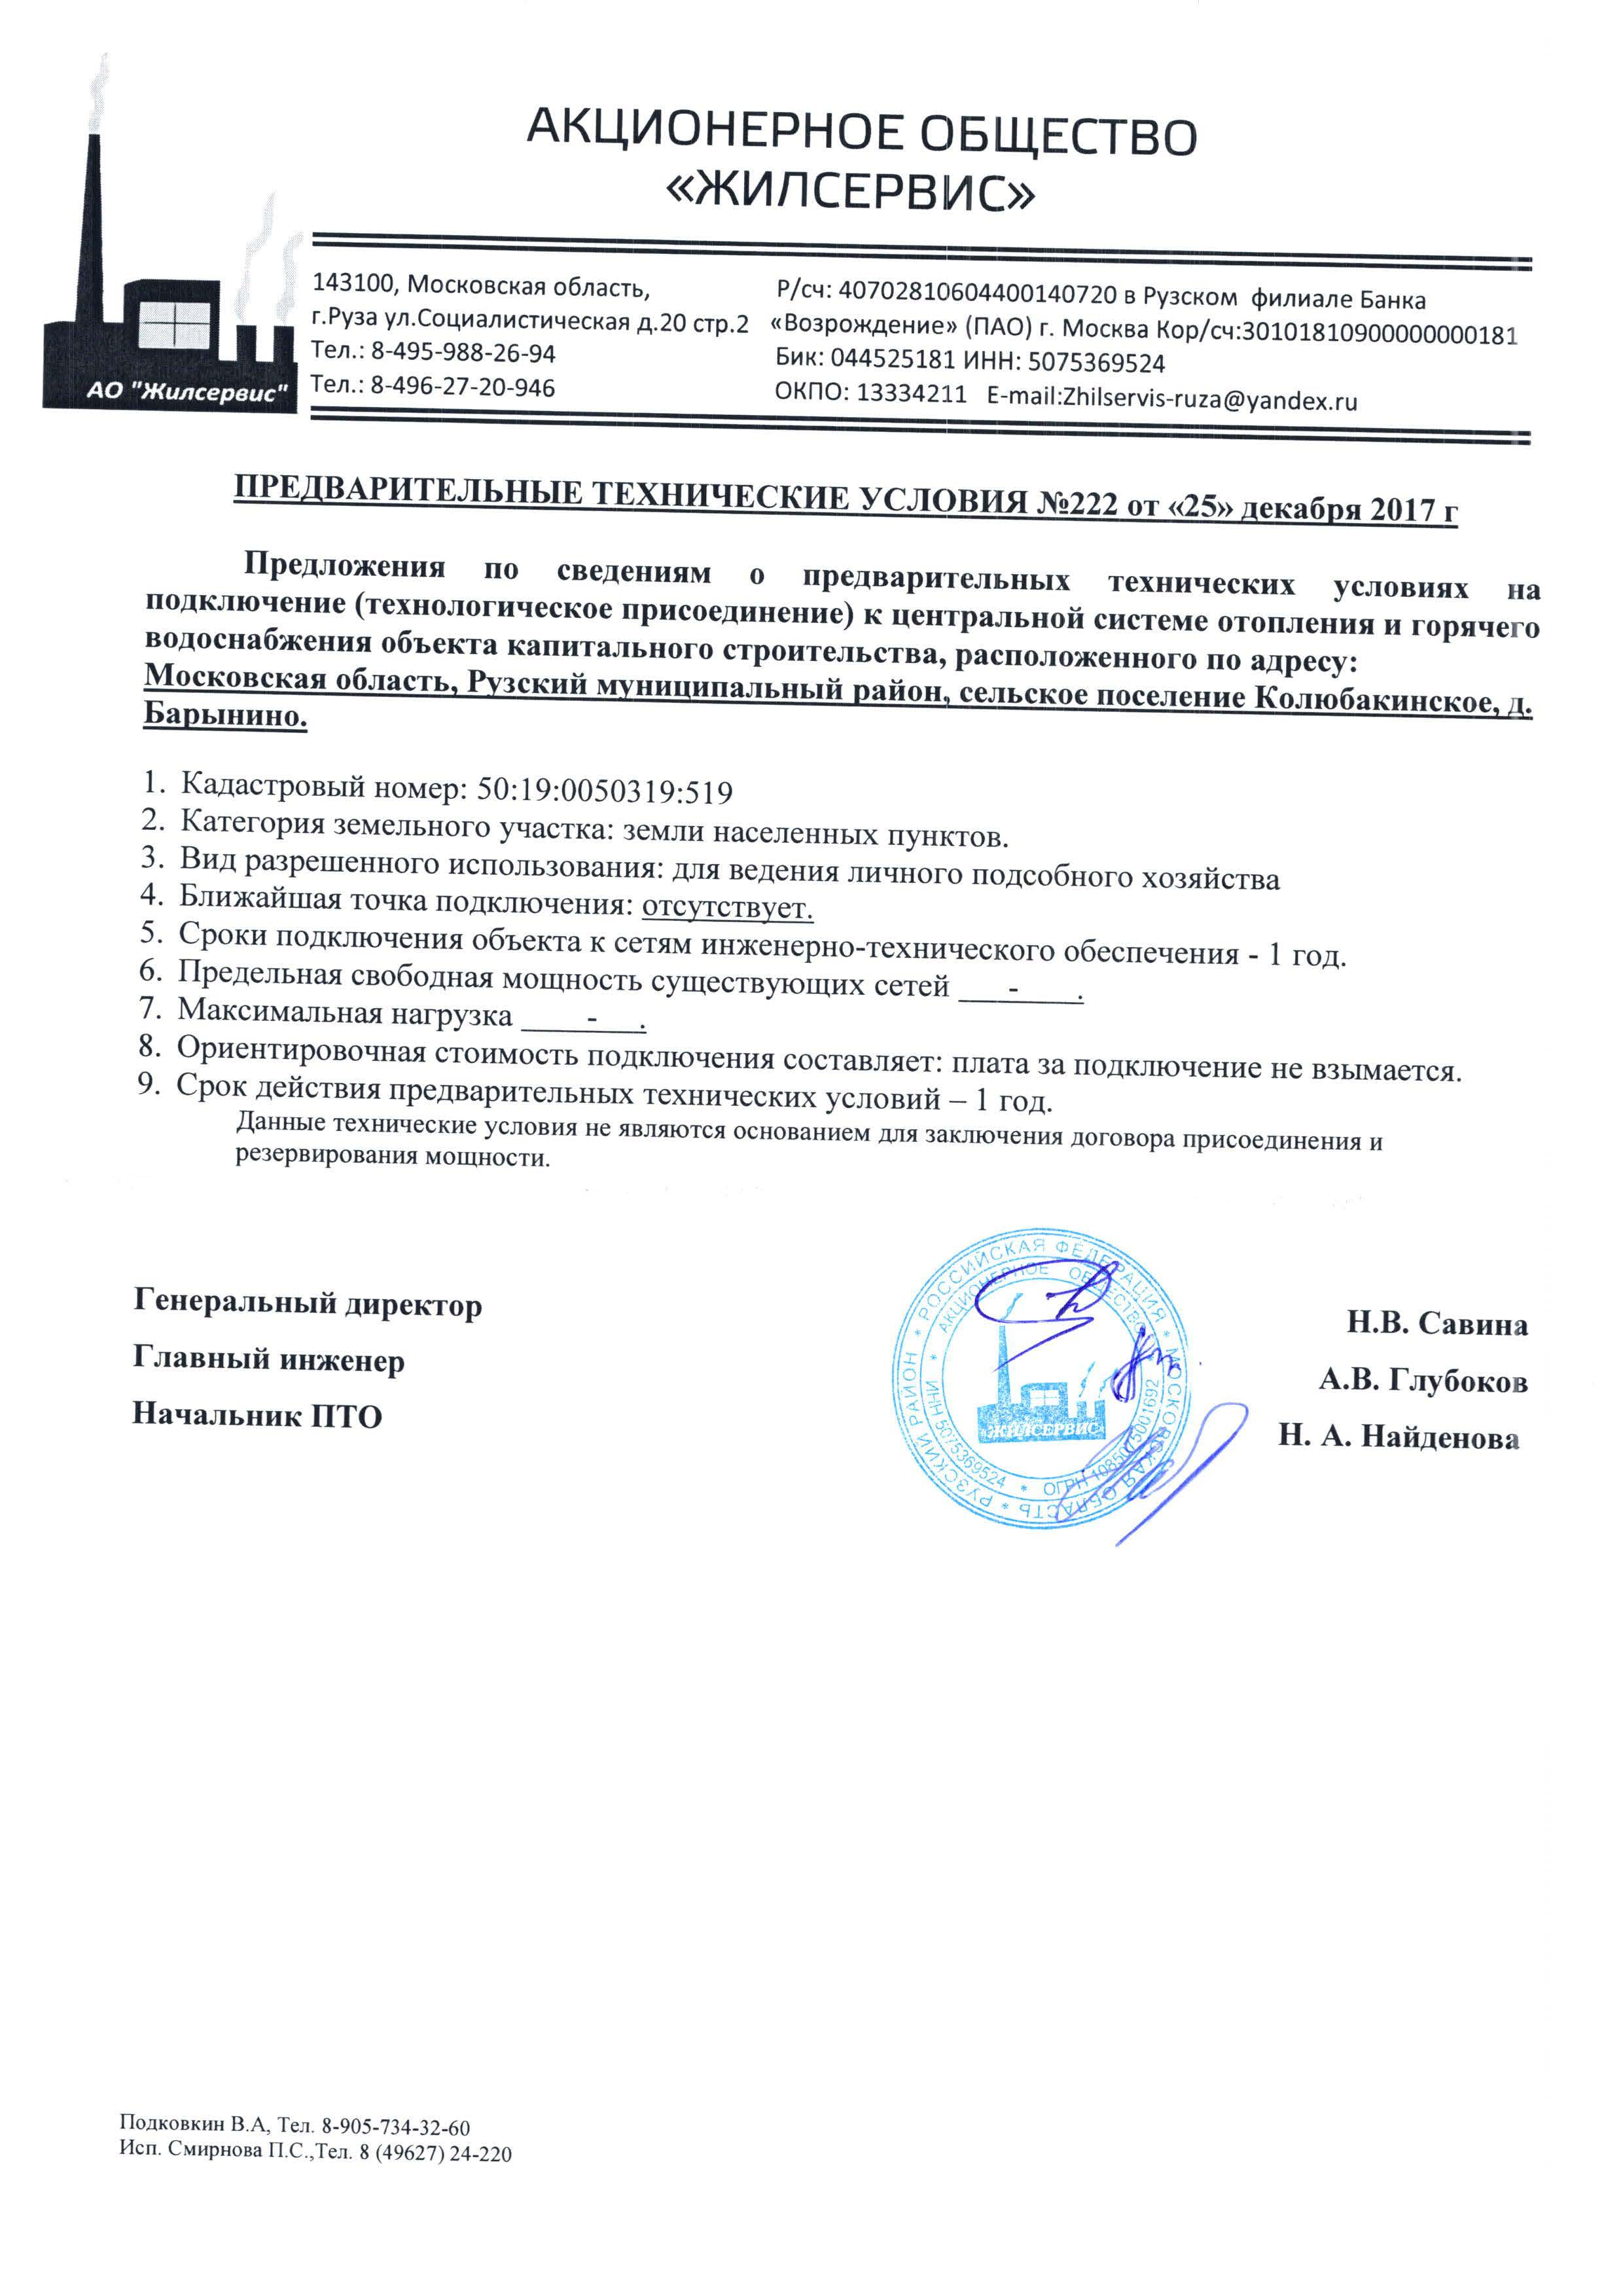 АКЦИОНЕРНОЕ ОБЩЕСТВО
«ЖИЛСЕРВИС»
АО "Жилсервис"
143100, Московская область,
г.Руза ул.Социалистическая д.20 стр.2
Тел.: 8-495-988-26-94
Тел.: 8-496-27-20-946
Р/сч: 40702810604400140720 в Рузском филиале Банка
«Возрождение» (ПАО) г. Москва Кор/сч:30101810900000000181
Бик: 044525181 ИНН: 5075369524
ОКПО: 13334211 E-mail:Zhilservis-ruza@yandex.ru
ПРЕДВАРИТЕЛЬНЫЕ ТЕХНИЧЕСКИЕ УСЛОВИЯ №222 от «25» декабря 2017 г
Предложения по сведениям о предварительных технических условиях на
подключение (технологическое присоединение) к центральной системе отопления и горячего
водоснабжения объекта капитального строительства, расположенного по адресу:
Московская область, Рузский муниципальный район, сельское поселение Колюбакинское, д.
Барынино.
1. Кадастровый номер: 50:19:0050319:519
2. Категория земельного участка: земли населенных пунктов.
3. Вид разрешенного использования: для ведения личного подсобного хозяйства
4. Ближайшая точка подключения: отсутствует.
5. Сроки подключения объекта к сетям инженерно-технического обеспечения - 1 год.
6. Предельная свободная мощность существующих сетей ___-____.
7. Максимальная нагрузка ____-___.
8. Ориентировочная стоимость подключения составляет: плата за подключение не взымается.
9. Срок действия предварительных технических условий – 1 год.
Данные технические условия не являются основанием для заключения договора присоединения и
резервирования мощности.
Генеральный директор
Н.В. Савина
Главный инженер
А.В. Глубоков
Начальник ПТО
Н. А. Найденова
РОССИЙСКАЯ ФЕДЕРАЦИЯ * МОСКОВСКАЯ ОБЛАСТЬ * РУЗСКИЙ РАЙОН *
АКЦИОНЕРНОЕ ОБЩЕСТВО * ОГРН 1085075001692 * ИНН 5075369524 *
«ЖИЛСЕРВИС»
Подковкин В.А, Тел. 8-905-734-32-60
Исп. Смирнова П.С.,Тел. 8 (49627) 24-220